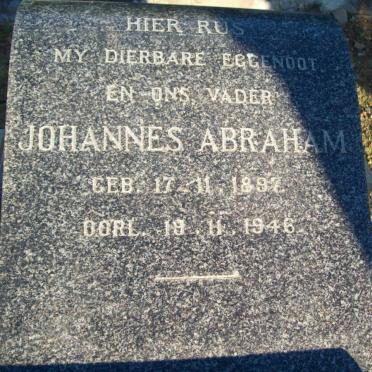 HIER RUS
MY DIERBARE EGGENOOT
EN ONS VADER
JOHANNES ABRAHAM
GEB. 17. 11. 1897.
OORL. 19. 11. 1946.